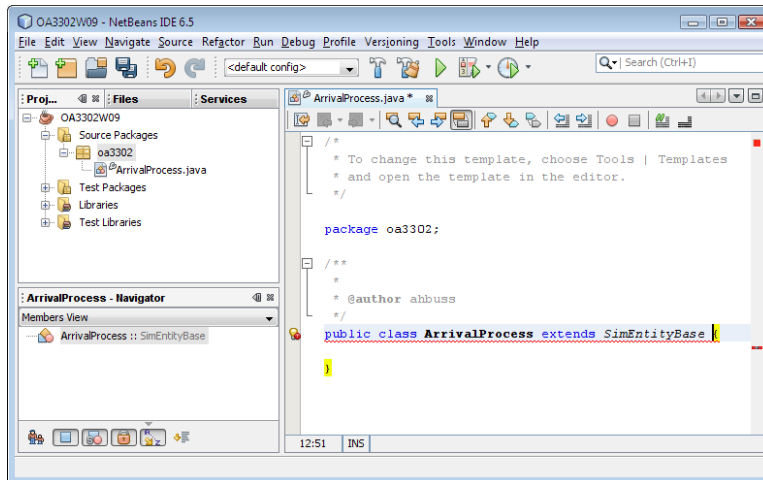 OA3302W09 - NetBeans IDE 6.5
File Edit View Navigate Source Refactor Run Debug Profile Versioning Tools Window Help
<default config>
Search (Ctrl+I)
Proj... Files Services
OA3302W09
Source Packages
oa3302
ArrivalProcess.java
Test Packages
Libraries
Test Libraries
ArrivalProcess - Navigator
Members View
ArrivalProcess :: SimEntityBase
ArrivalProcess.java *
/*
* To change this template, choose Tools | Templates
* and open the template in the editor.
*/
package oa3302;
/**
*
* @author ahbuss
*/
public class ArrivalProcess extends SimEntityBase {
}
12:51 INS